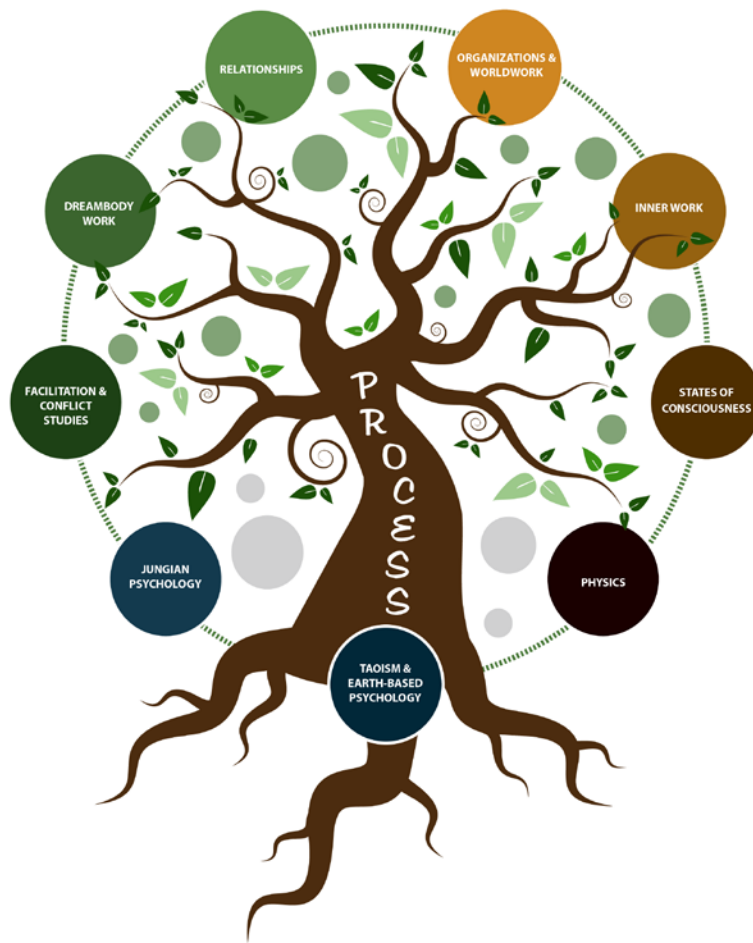 RELATIONSHIPS
ORGANIZATIONS &
WORLDWORK
DREAMBODY
WORK
INNER WORK
FACILITATION &
CONFLICT
STUDIES
STATES OF
CONSCIOUSNESS
PROCESS
JUNGIAN
PSYCHOLOGY
PHYSICS
TAOISM &
EARTH-BASED
PSYCHOLOGY